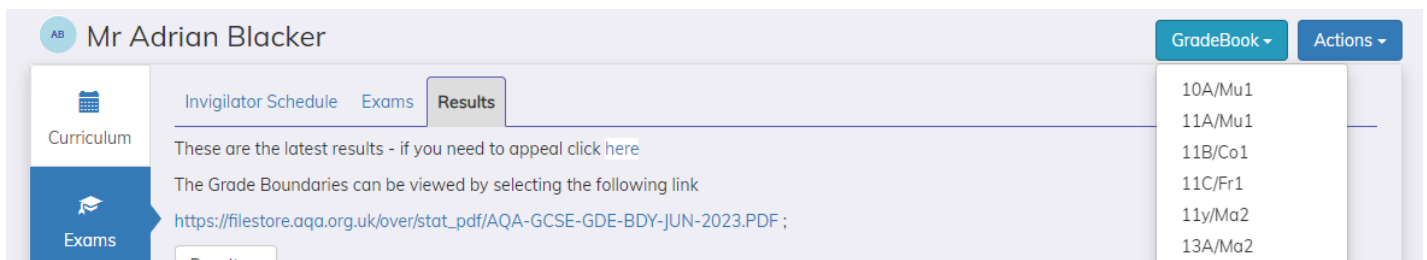 AB Mr Adrian Blacker
GradeBook Actions
10A/Mu1
11A/Mu1
11B/Co1
11C/Fr1
11y/Ma2
13A/Ma2
Curriculum
Exams
Invigilator Schedule Exams Results
These are the latest results - if you need to appeal click here
The Grade Boundaries can be viewed by selecting the following link
https://filestore.aqa.org.uk/over/stat_pdf/AQA-GCSE-GDE-BDY-JUN-2023.PDF ;